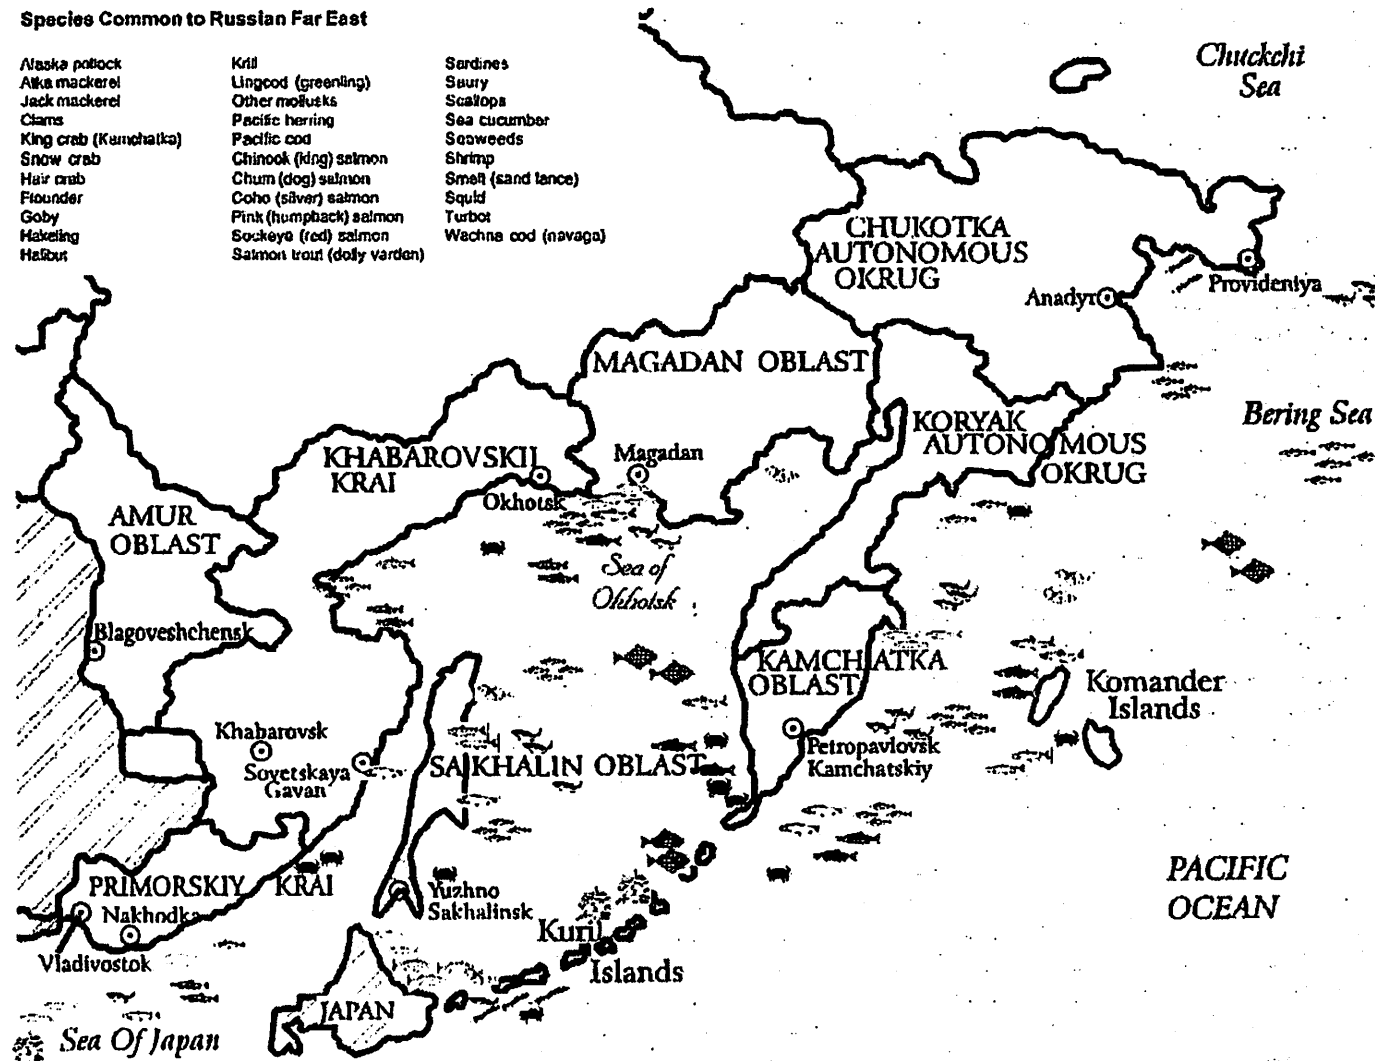 Species Common to Russian Far East
Alaska pollock
Atka mackerel
Jack mackerel
Clams
King crab (Kamchatka)
Snow crab
Hair crab
Flounder
Goby
Hakeling
Halibut
Krill
Lingcod (greenling)
Other mollusks
Pacific herring
Pacific cod
Chinook (king) salmon
Chum (dog) salmon
Coho (silver) salmon
Pink (humpback) salmon
Sockeye (red) salmon
Salmon trout (dolly varden)
Sardines
Saury
Scallops
Sea cucumber
Seaweeds
Shrimp
Smelt (sand lance)
Squid
Turbot
Wachna cod (navaga)
Chuckchi
Sea
CHUKOTKA
AUTONOMOUS
OKRUG
Provideniya
Anadyr
MAGADAN OBLAST
Bering Sea
KORYAK
AUTONOMOUS
OKRUG
KHABAROVSKIJ
KRAI
Magadan
Okhotsk
AMUR
OBLAST
Sea of
Okhotsk
Blagoveshchensk
KAMCHATKA
OBLAST
Komander
Islands
Khabarovsk
Sovetskaya
Gavan
SAIKHALIN OBLAST
Petropavlovsk
Kamchatskiy
PACIFIC
OCEAN
PRIMORSKIY KRAI
Nakhodka
Vladivostok
Yuzhno
Sakhalinsk
Kuril
Islands
JAPAN
Sea Of Japan